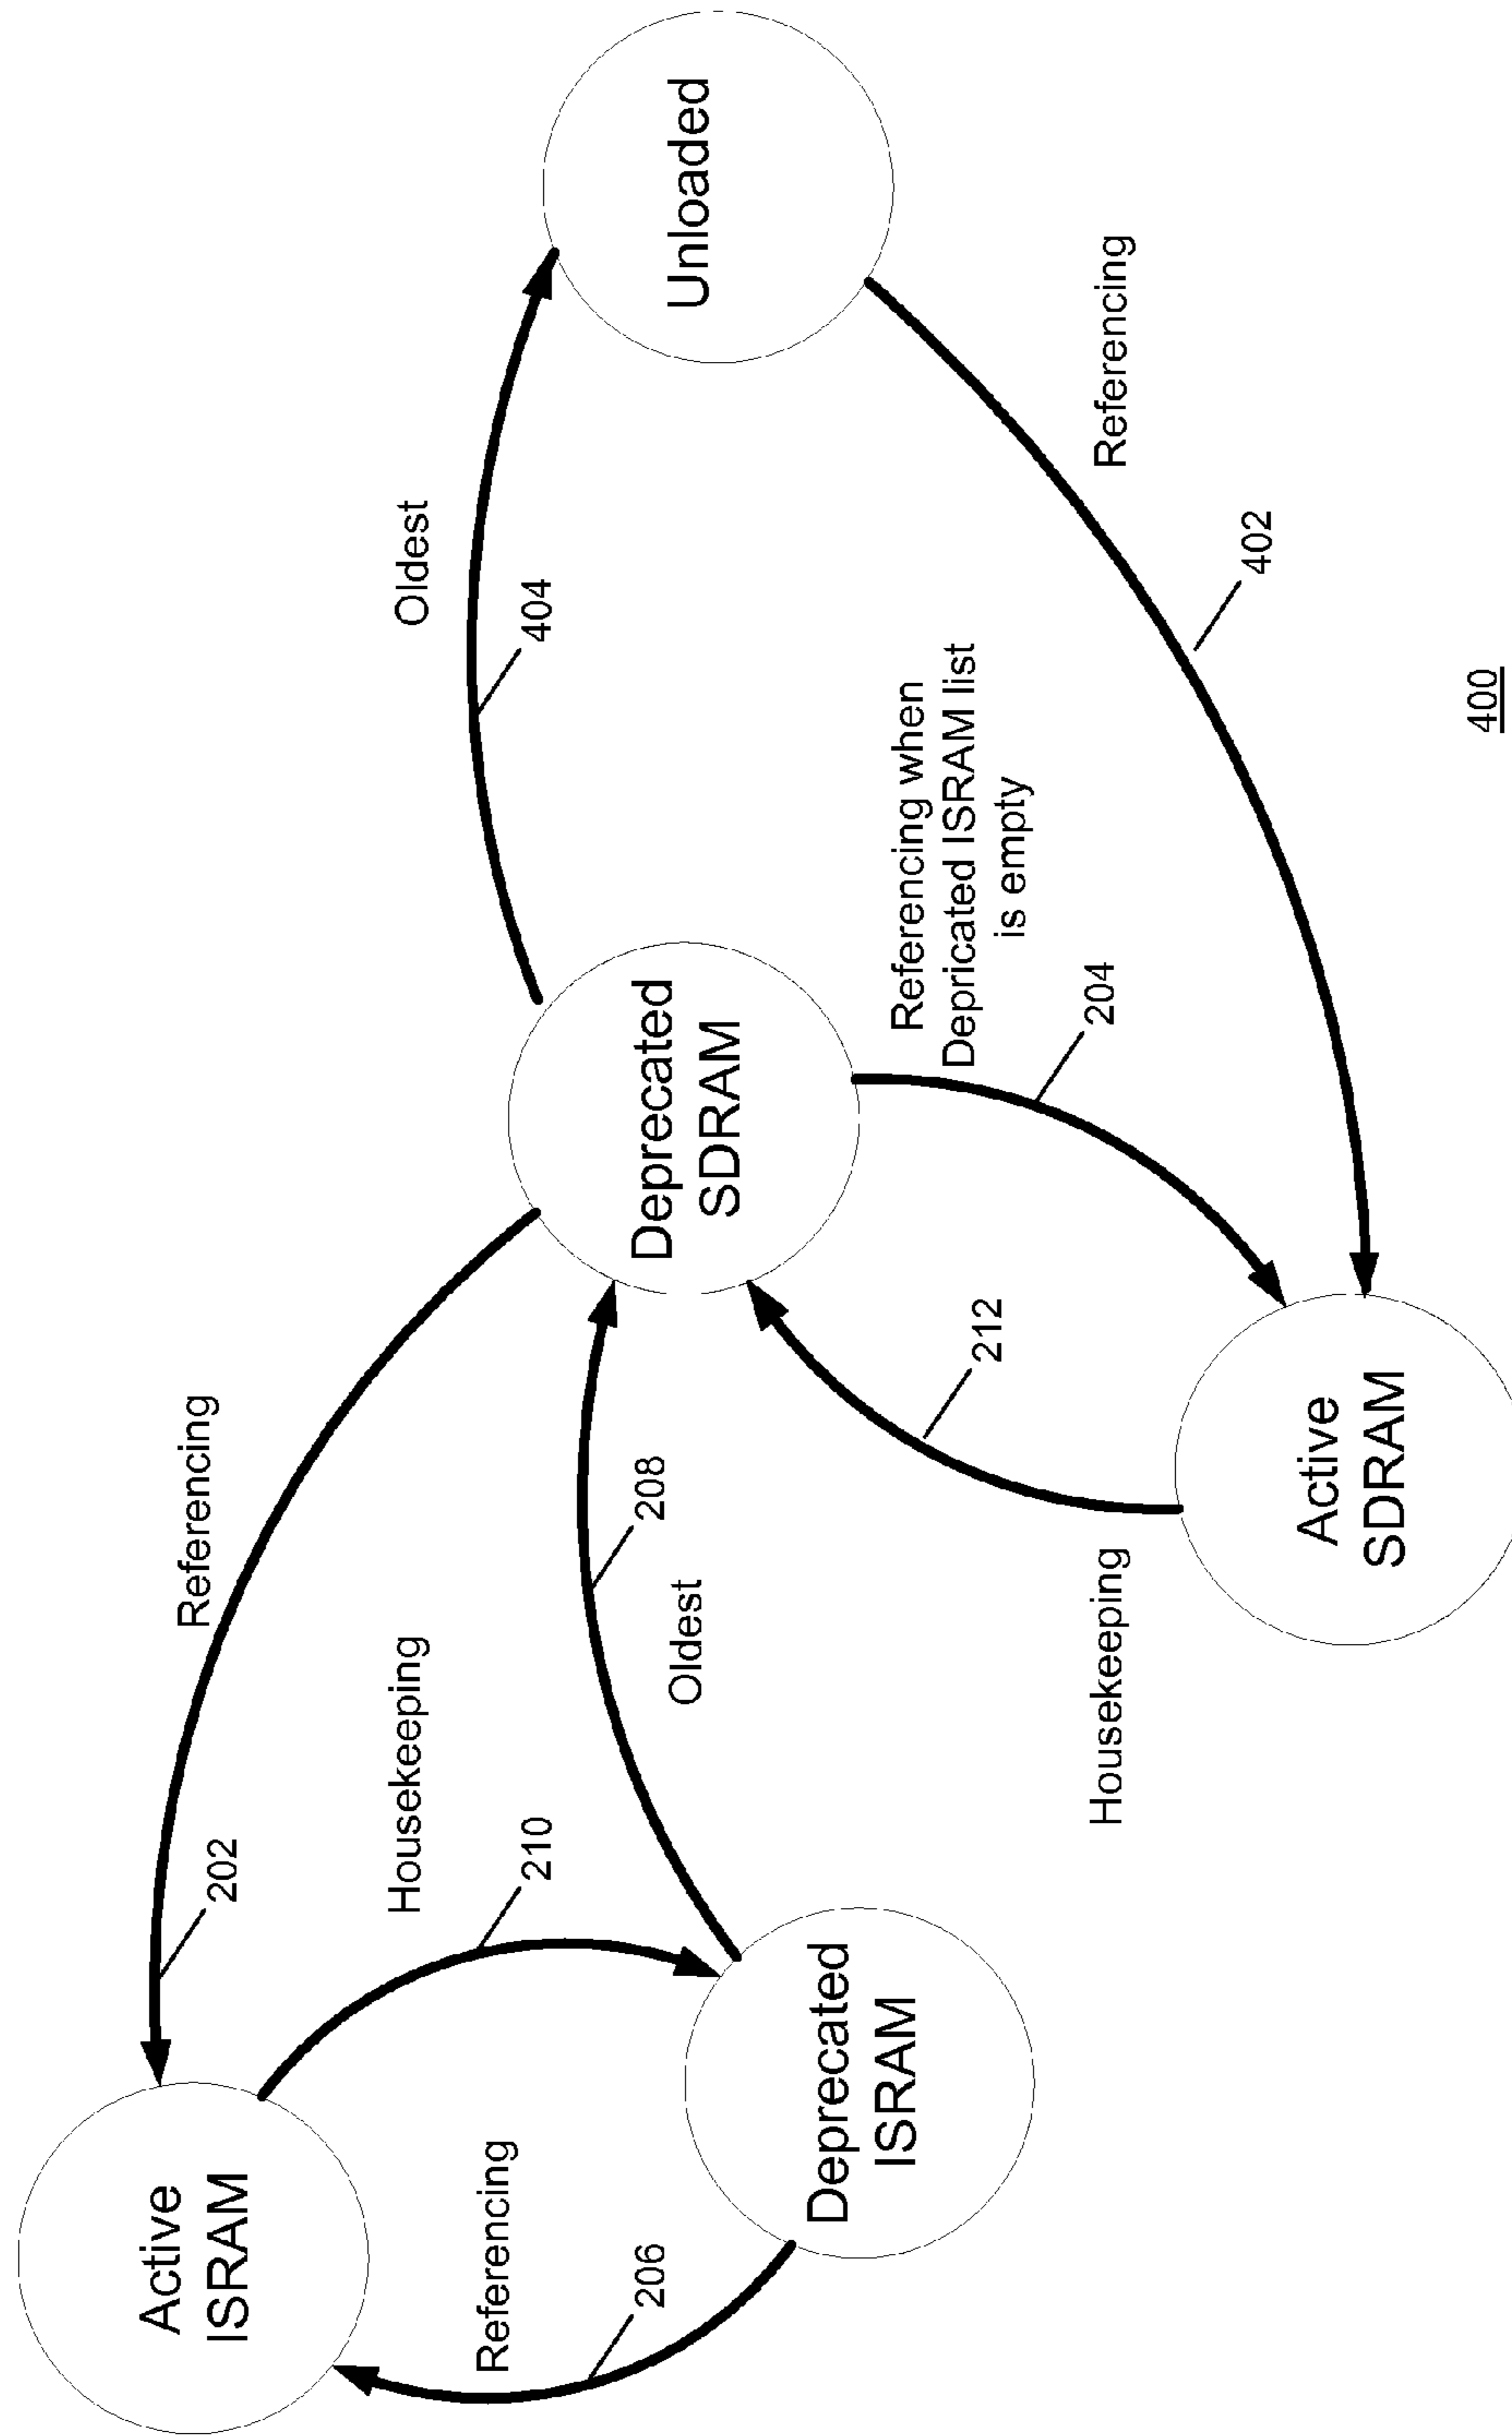 Active
ISRAM
Referencing
202
Referencing
206
Housekeeping
210
Deprecated
ISRAM
208
Oldest
Deprecated
SDRAM
Oldest
404
Unloaded
Housekeeping
212
Referencing when
Depricated ISRAM list
is empty
204
Active
SDRAM
Referencing
402
400